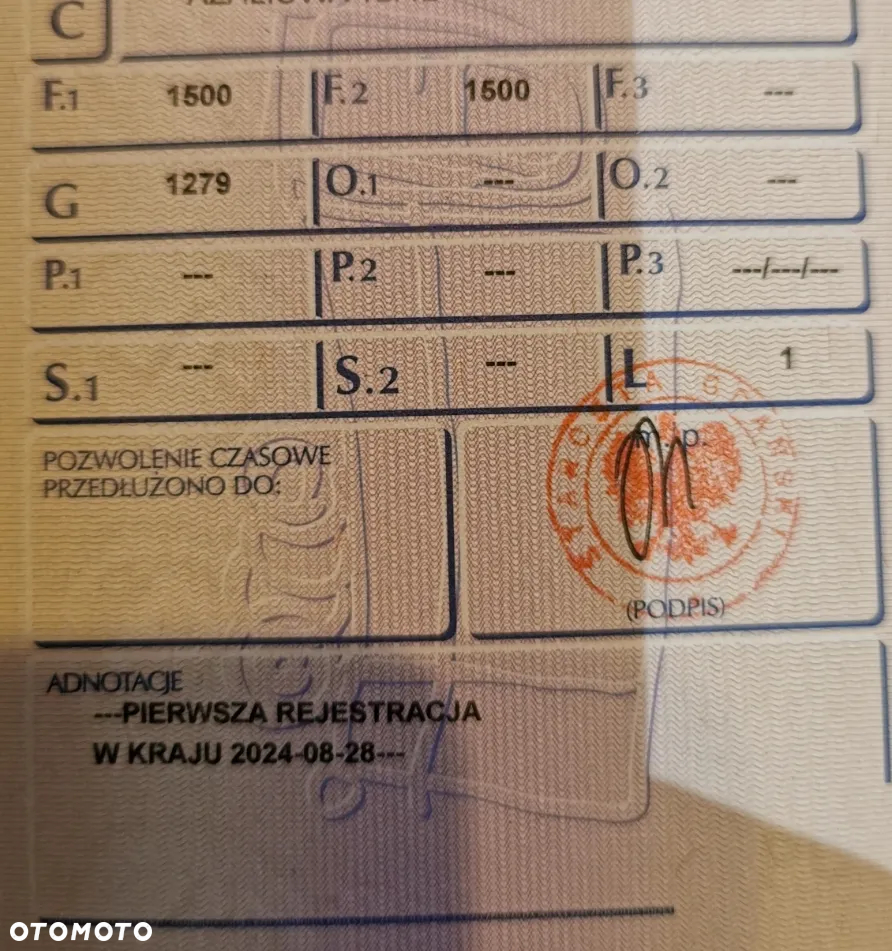 C
F.1 1500 F.2 1500 F.3 ---
G 1279 O.1 --- O.2 ---
P.1 --- P.2 --- P.3 ---/---/---
S.1 --- S.2 --- L 1
m. p.
POZWOLENIE CZASOWE
PRZEDŁUŻONO DO:
(PODPIS)
ADNOTACJE
---PIERWSZA REJESTRACJA
W KRAJU 2024-08-28---
OTOMOTO